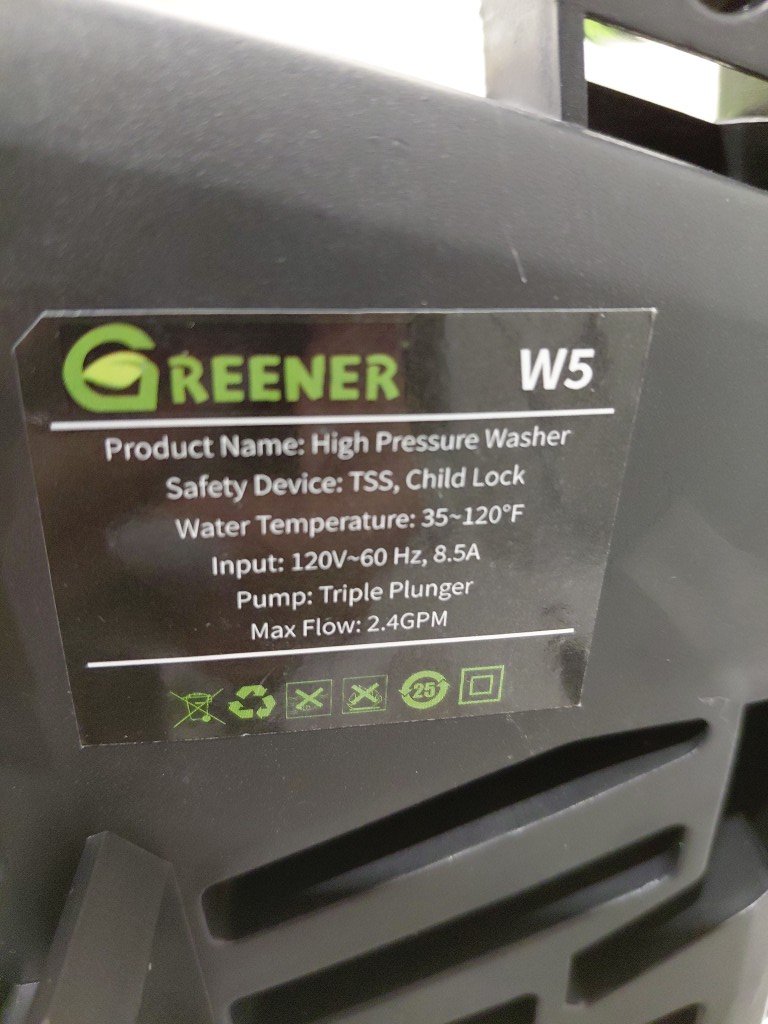 GREENER W5
Product Name: High Pressure Washer
Safety Device: TSS, Child Lock
Water Temperature: 35~120°F
Input: 120V~60 Hz, 8.5A
Pump: Triple Plunger
Max Flow: 2.4GPM
25